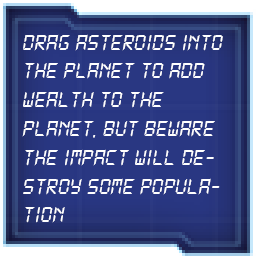 DRAG ASTEROIDS INTO
THE PLANET TO ADD
WEALTH TO THE
PLANET, BUT BEWARE
THE IMPACT WILL DE-
STROY SOME POPULA-
TION